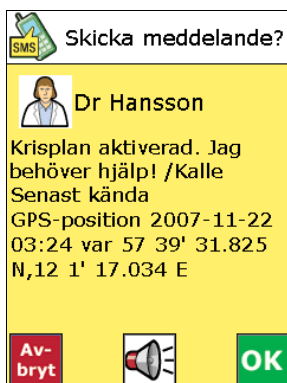 SMS
Skicka meddelande?
Dr Hansson
Krisplan aktiverad. Jag
behöver hjälp! /Kalle
Senast kända
GPS-position 2007-11-22
03:24 var 57 39' 31.825
N,12 1' 17.034 E
Av-
bryt
OK